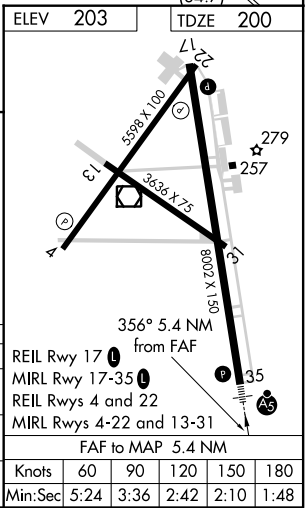 ELEV 203
TDZE 200
22
17
P
P
5598 X 100
279
257
13
3636 X 75
P
4
31
8002 X 150
356° 5.4 NM
from FAF
REIL Rwy 17 L
MIRL Rwy 17-35 L
REIL Rwys 4 and 22
MIRL Rwys 4-22 and 13-31
P
35
A5
FAF to MAP 5.4 NM
Knots 60 90 120 150 180
Min:Sec 5:24 3:36 2:42 2:10 1:48